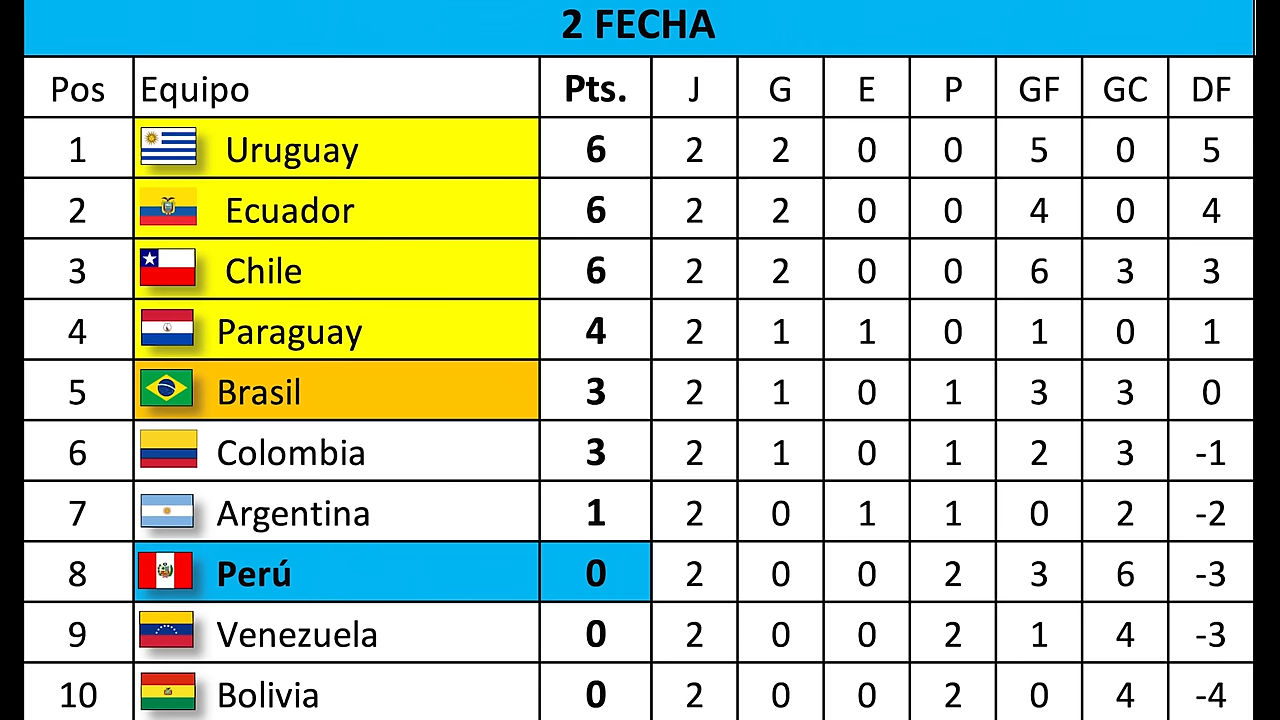 2 FECHA
Pos Equipo Pts. J G E P GF GC DF
1 Uruguay 6 2 2 0 0 5 0 5
2 Ecuador 6 2 2 0 0 4 0 4
3 Chile 6 2 2 0 0 6 3 3
4 Paraguay 4 2 1 1 0 1 0 1
5 Brasil 3 2 1 0 1 3 3 0
6 Colombia 3 2 1 0 1 2 3 -1
7 Argentina 1 2 0 1 1 0 2 -2
8 Perú 0 2 0 0 2 3 6 -3
9 Venezuela 0 2 0 0 2 1 4 -3
10 Bolivia 0 2 0 0 2 0 4 -4